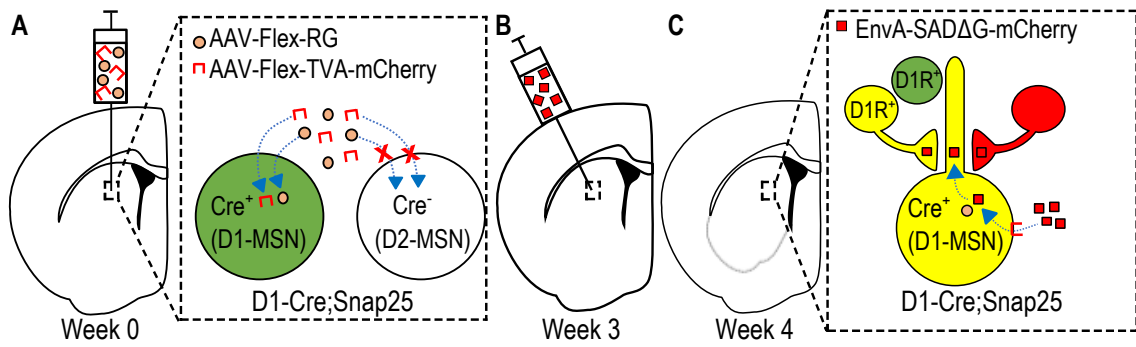 A
AAV-Flex-RG
AAV-Flex-TVA-mCherry
Cre+
(D1-MSN)
Cre-
(D2-MSN)
D1-Cre;Snap25
Week 0
B
Week 3
C
EnvA-SADΔG-mCherry
D1R+
D1R+
Cre+
(D1-MSN)
D1-Cre;Snap25
Week 4